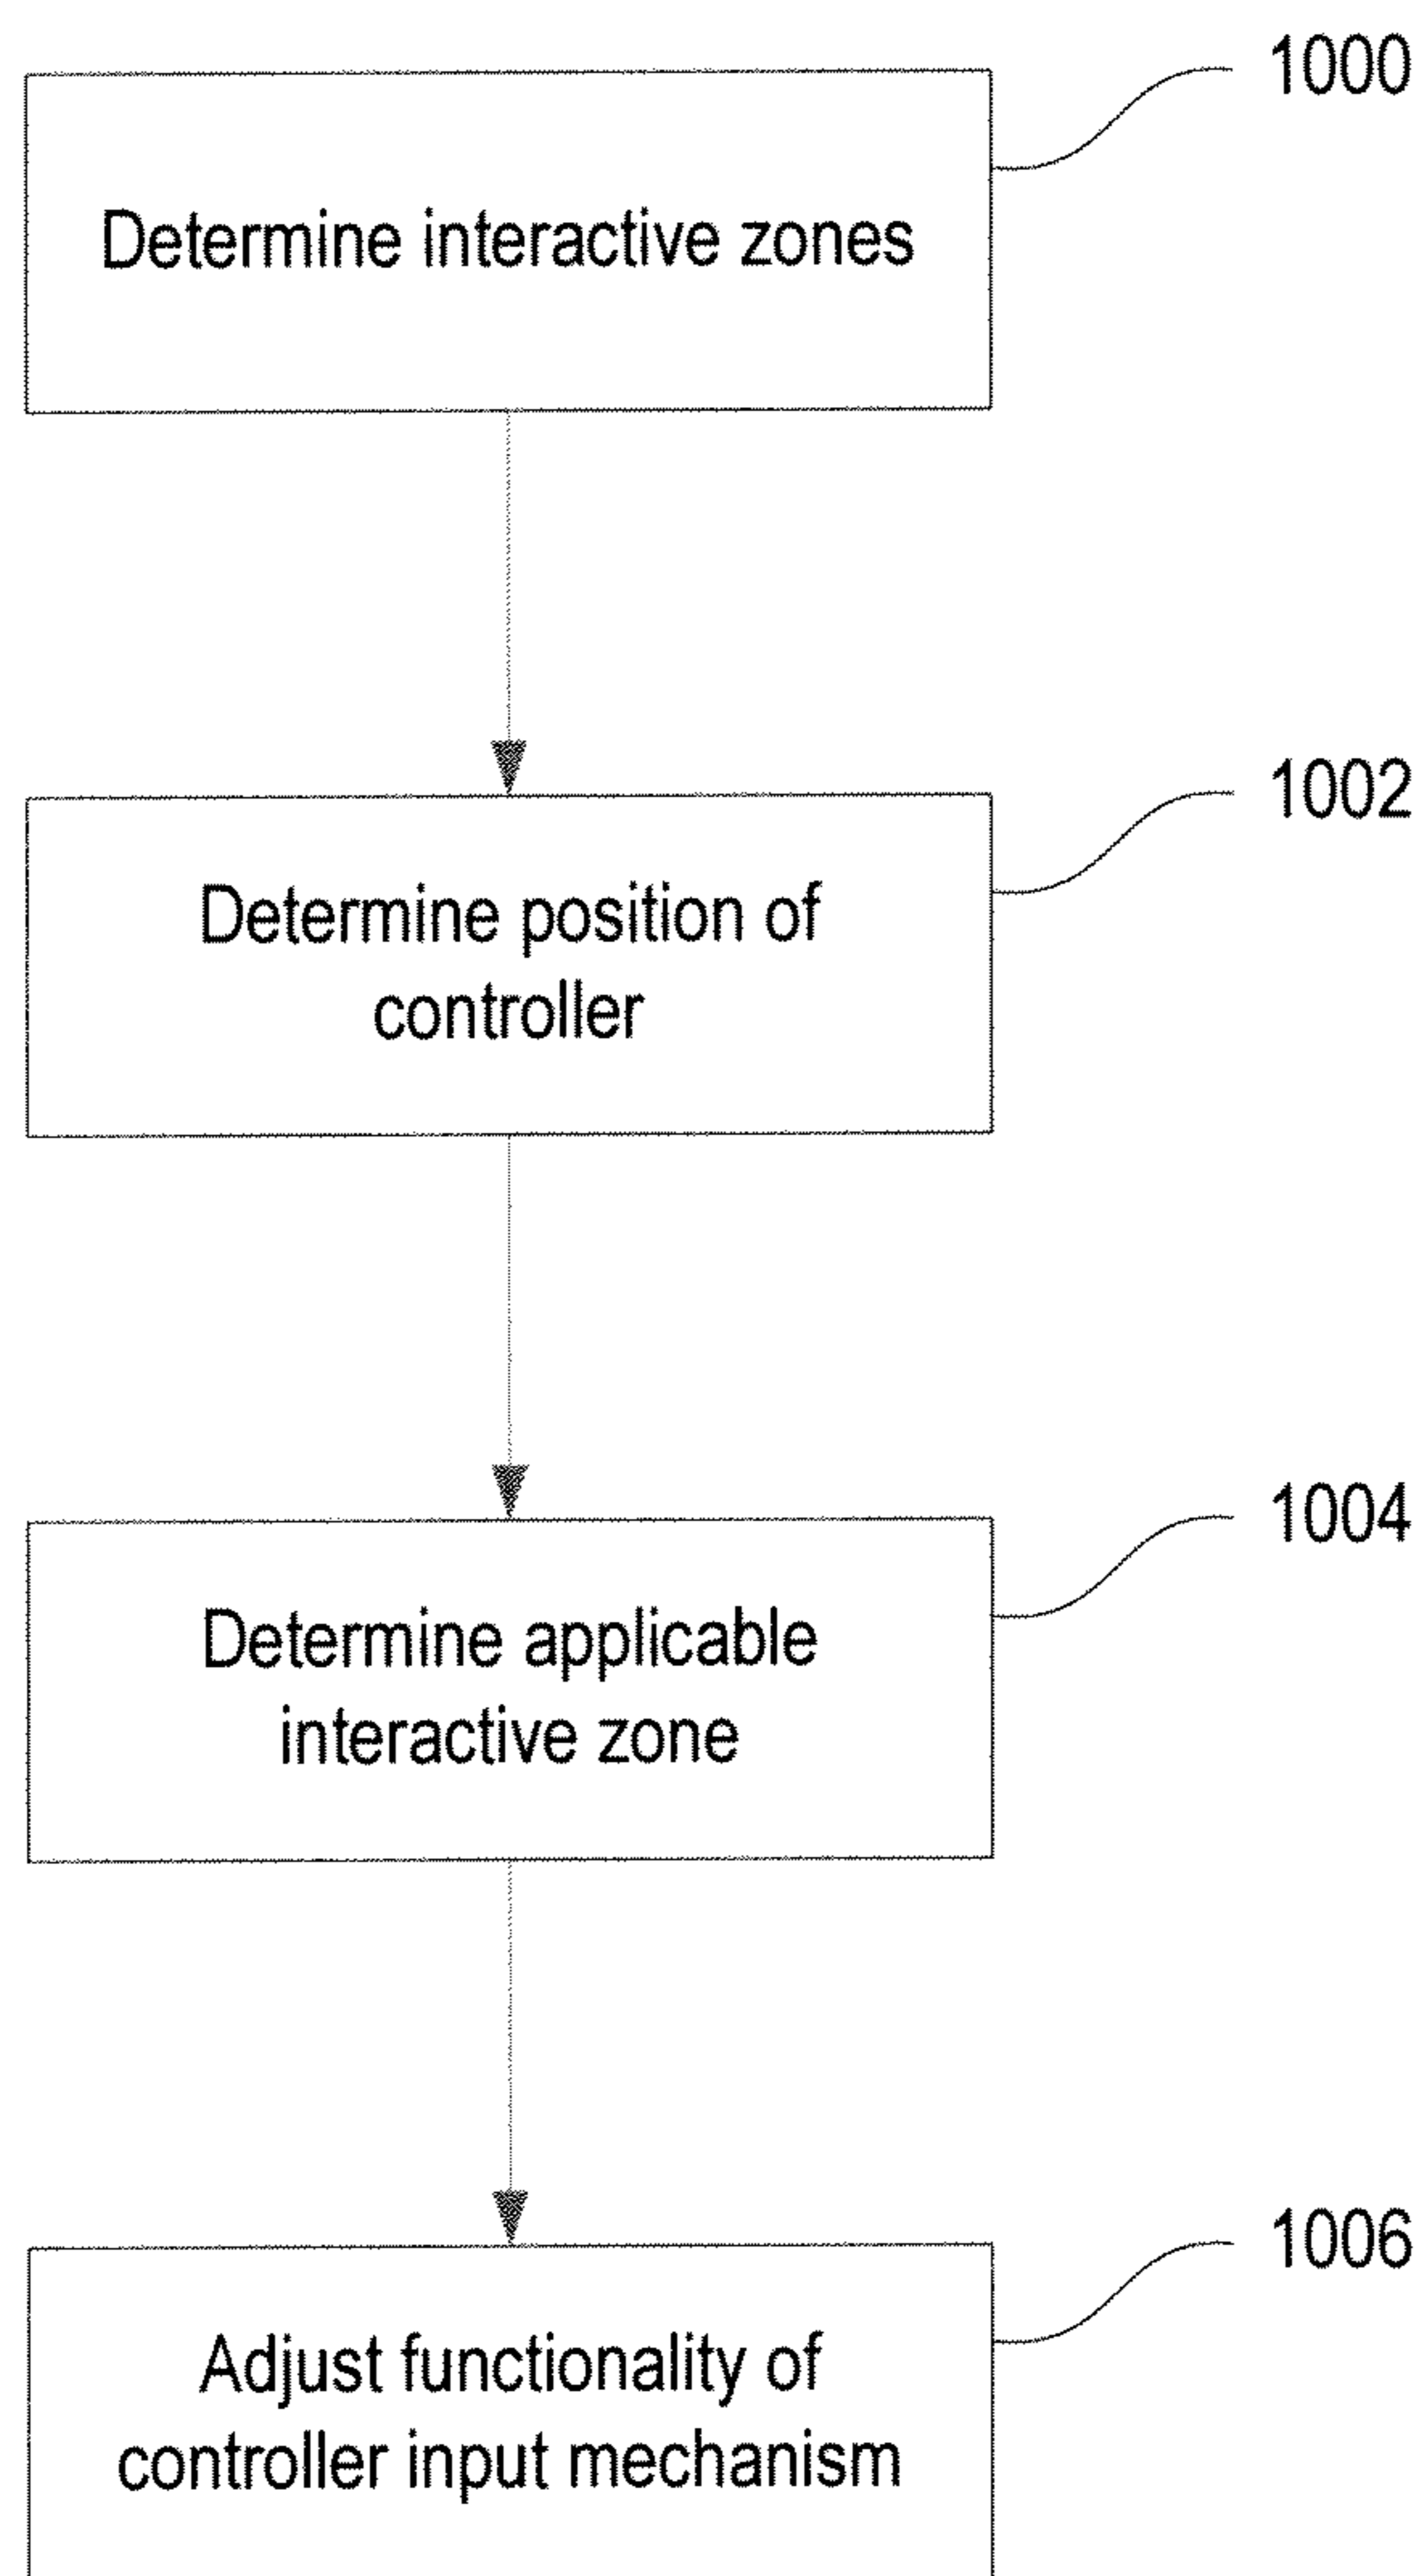 1000
Determine interactive zones
1002
Determine position of
controller
1004
Determine applicable
interactive zone
1006
Adjust functionality of
controller input mechanism